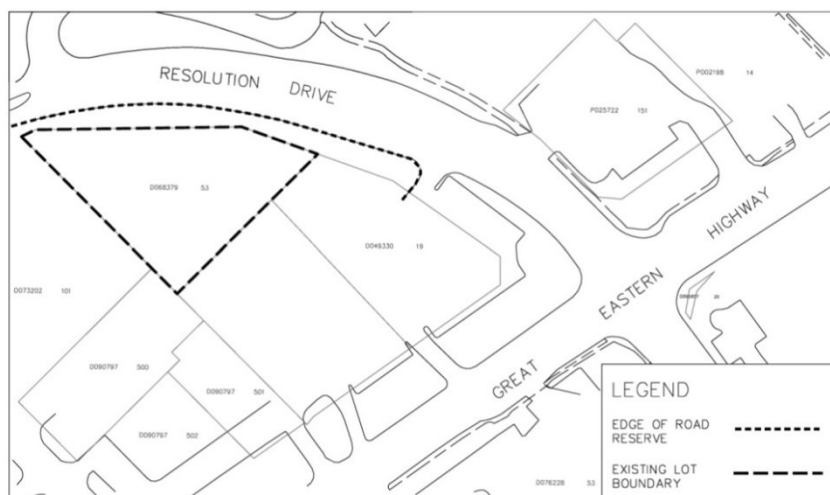 RESOLUTION DRIVE
P002198 14
P025722 151
D068379 53
D049330 19
HIGHWAY
EASTERN
GREAT
D073202 101
D090797 500
D090797 501
D090797 502
D076228 53
LEGEND
EDGE OF ROAD
RESERVE
EXISTING LOT
BOUNDARY